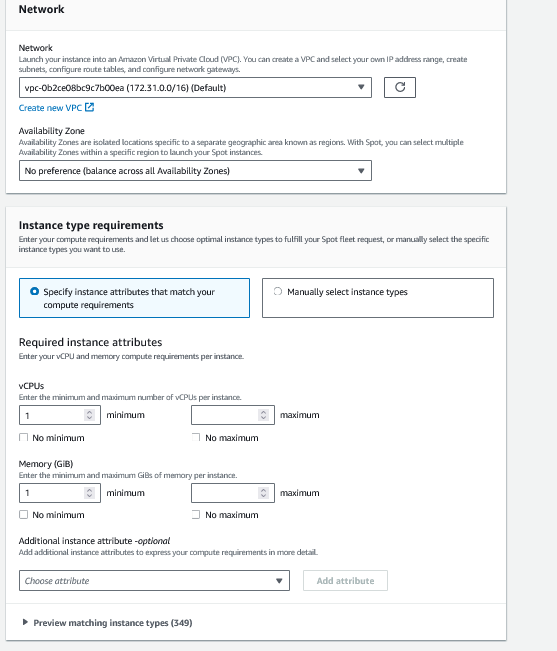 Network
Network
Launch your instance into an Amazon Virtual Private Cloud (VPC). You can create a VPC and select your own IP address range, create
subnets, configure route tables, and configure network gateways.
vpc-0b2ce08bc9c7b00ea (172.31.0.0/16) (Default)
Create new VPC
Availability Zone
Availability Zones are isolated locations specific to a separate geographic area known as regions. With Spot, you can select multiple
Availability Zones within a specific region to launch your Spot instances.
No preference (balance across all Availability Zones)
Instance type requirements
Enter your compute requirements and let us choose optimal instance types to fulfill your Spot fleet request, or manually select the specific
instance types you want to use.
Specify instance attributes that match your
compute requirements
Manually select instance types
Required instance attributes
Enter your vCPU and memory compute requirements per instance.
vCPUs
Enter the minimum and maximum number of vCPUs per instance.
1 minimum maximum
No minimum No maximum
Memory (GiB)
Enter the minimum and maximum GiBs of memory per instance.
1 minimum maximum
No minimum No maximum
Additional instance attribute -optional
Add additional instance attributes to express your compute requirements in more detail.
Choose attribute Add attribute
Preview matching instance types (349)